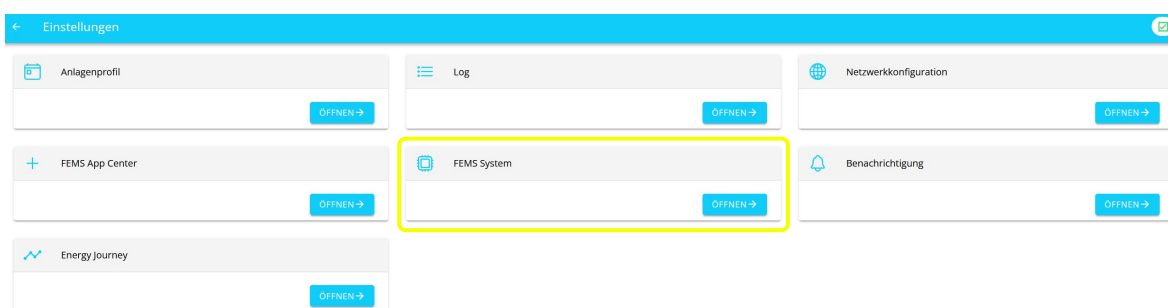 Einstellungen
Anlagenprofil
ÖFFNEN
Log
ÖFFNEN
Netzwerkkonfiguration
ÖFFNEN
FEMS App Center
ÖFFNEN
FEMS System
ÖFFNEN
Benachrichtigung
ÖFFNEN
Energy Journey
ÖFFNEN